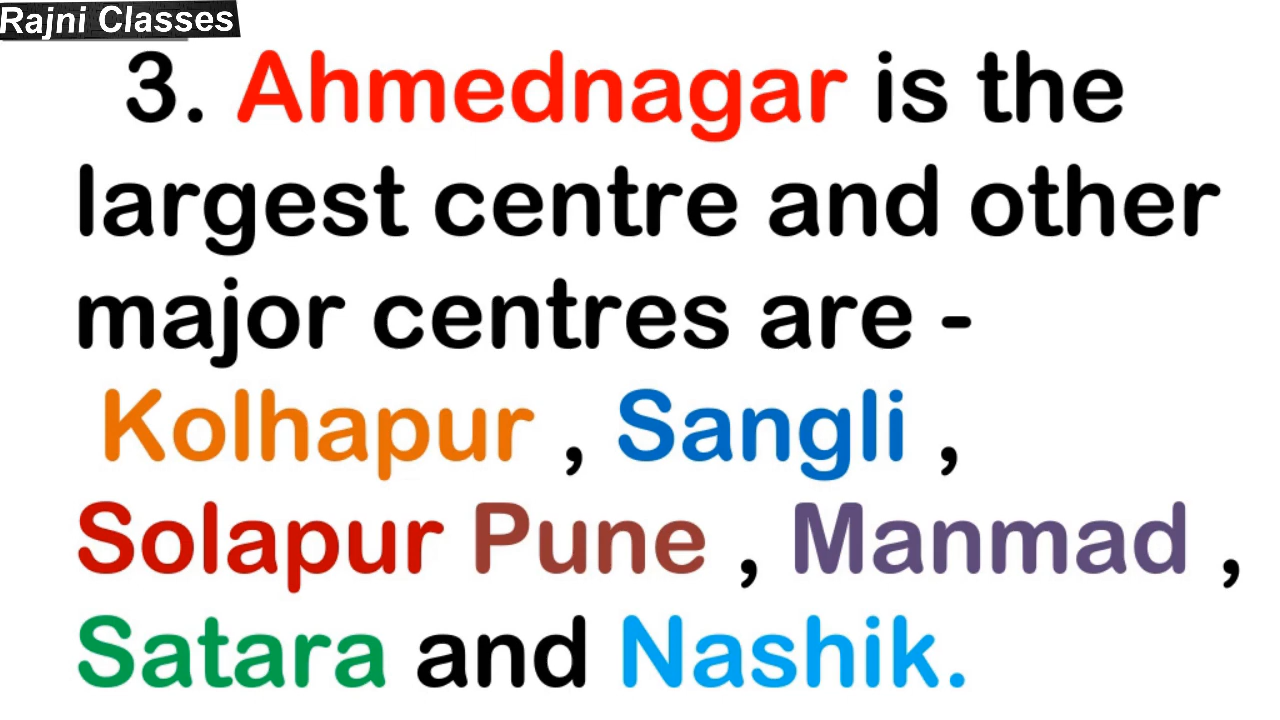 Rajni Classes
3. Ahmednagar is the
largest centre and other
major centres are -
Kolhapur , Sangli ,
Solapur Pune , Manmad ,
Satara and Nashik.